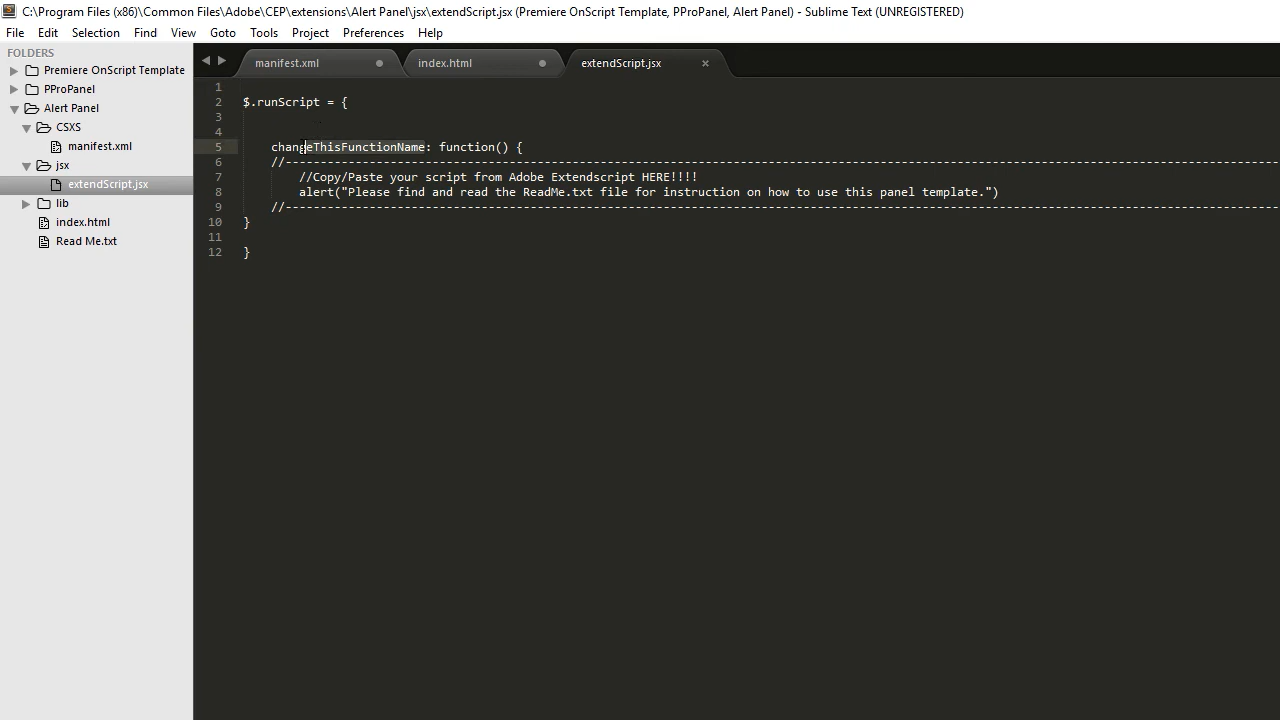 C:\Program Files (x86)\Common Files\Adobe\CEP\extensions\Alert Panel\jsx\extendScript.jsx (Premiere OnScript Template, PProPanel, Alert Panel) - Sublime Text (UNREGISTERED)
File Edit Selection Find View Goto Tools Project Preferences Help
FOLDERS
Premiere OnScript Template
PProPanel
Alert Panel
CSXS
manifest.xml
jsx
extendScript.jsx
lib
index.html
Read Me.txt
manifest.xml index.html extendScript.jsx ×
1
2 $.runScript = {
3
4
5 changeThisFunctionName: function() {
6 //----------------------------------------------------------------------------------------------------------------------------------------------
7 //Copy/Paste your script from Adobe Extendscript HERE!!!!
8 alert("Please find and read the ReadMe.txt file for instruction on how to use this panel template.")
9 //----------------------------------------------------------------------------------------------------------------------------------------------
10 }
11
12 }